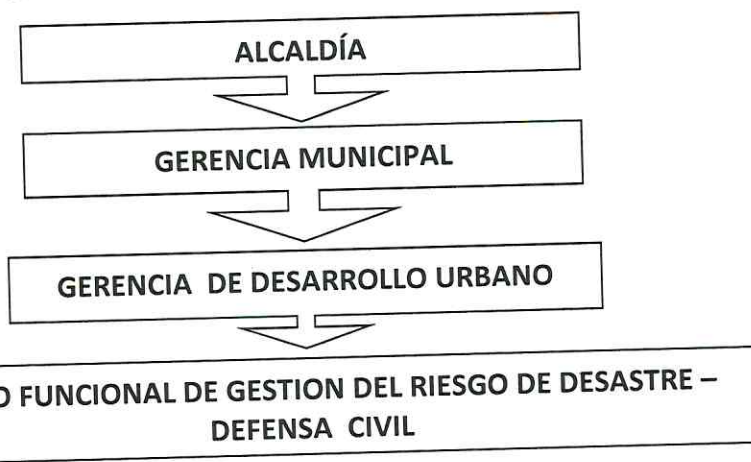 ALCALDÍA
GERENCIA MUNICIPAL
GERENCIA DE DESARROLLO URBANO
FUNCIONAL DE GESTION DEL RIESGO DE DESASTRE –
DEFENSA CIVIL